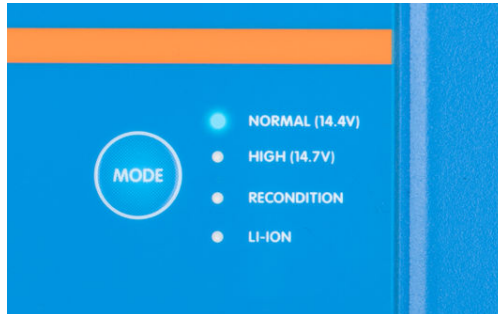 NORMAL (14.4V)
HIGH (14.7V)
MODE
RECONDITION
LI-ION